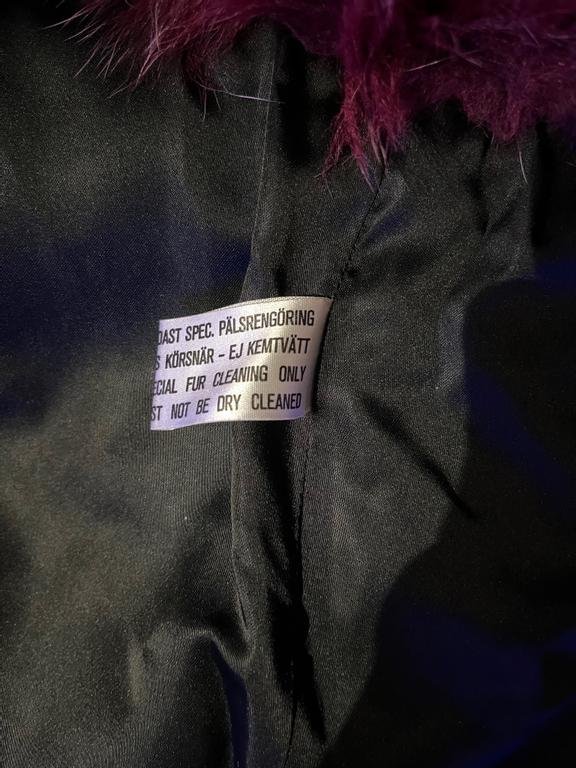 SPEC. PÄLSRENGÖRING
KÖRSNÄR - EJ KEMTVÄTT
FUR CLEANING ONLY
NOT BE DRY CLEANED